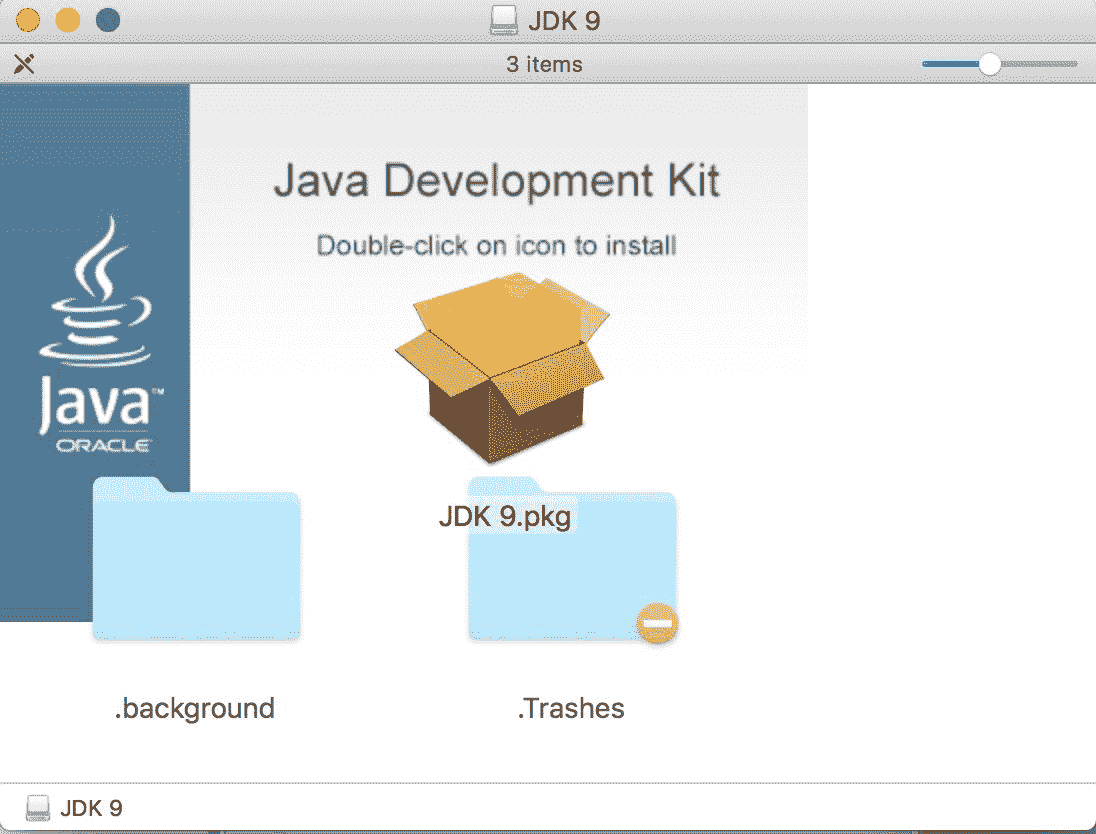 JDK 9
3 items
Java Development Kit
Double-click on icon to install
Java™
ORACLE
JDK 9.pkg
.background
.Trashes
JDK 9